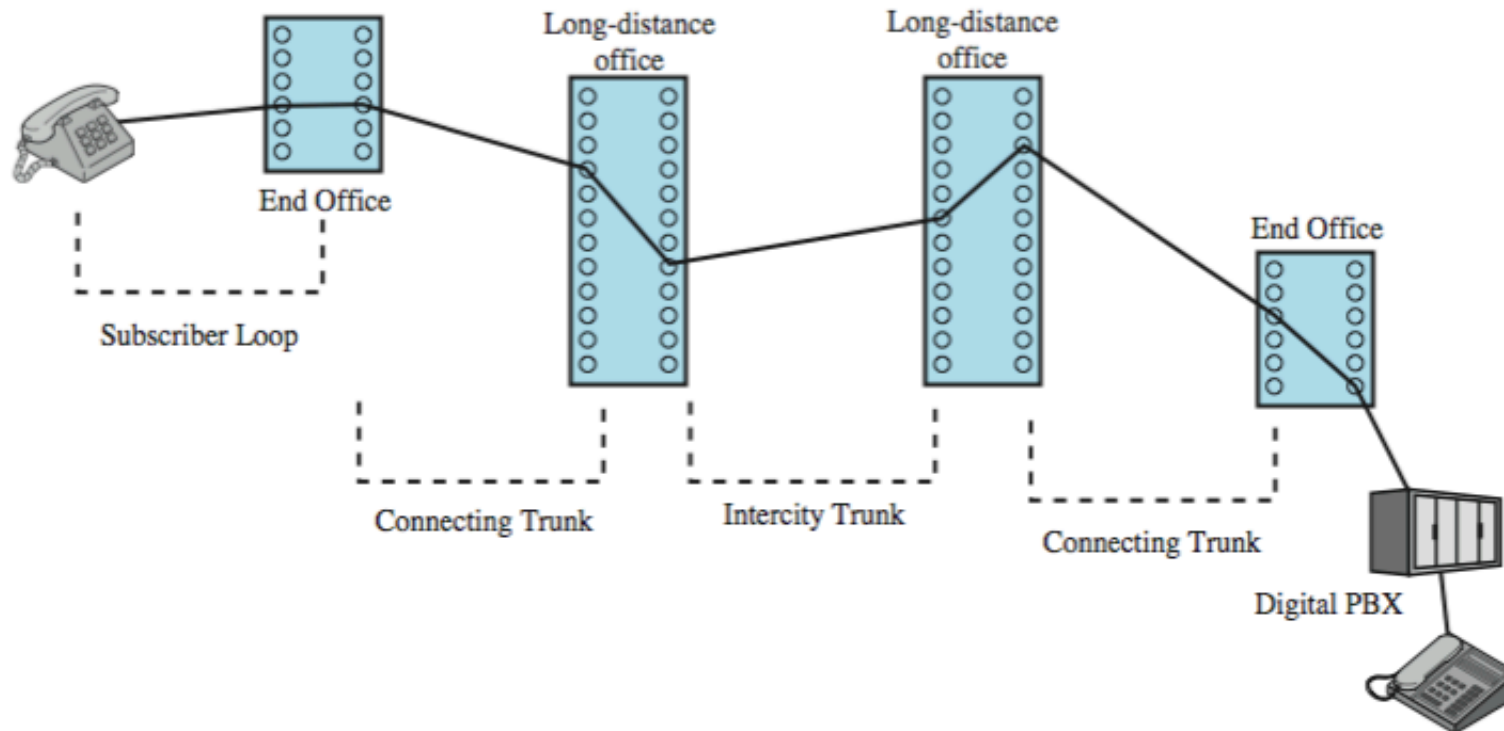 Long-distance
office
Long-distance
office
End Office
End Office
Subscriber Loop
Connecting Trunk
Intercity Trunk
Connecting Trunk
Digital PBX